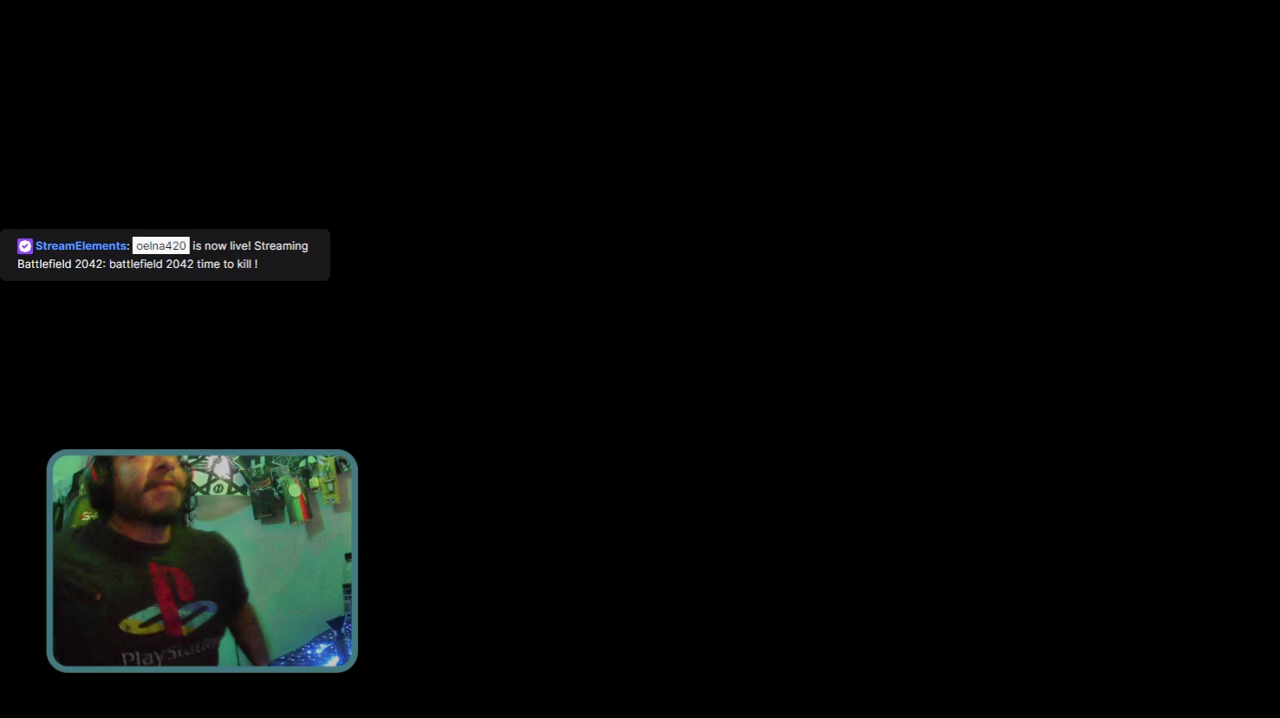 StreamElements: oelna420 is now live! Streaming
Battlefield 2042: battlefield 2042 time to kill !
PlayStation